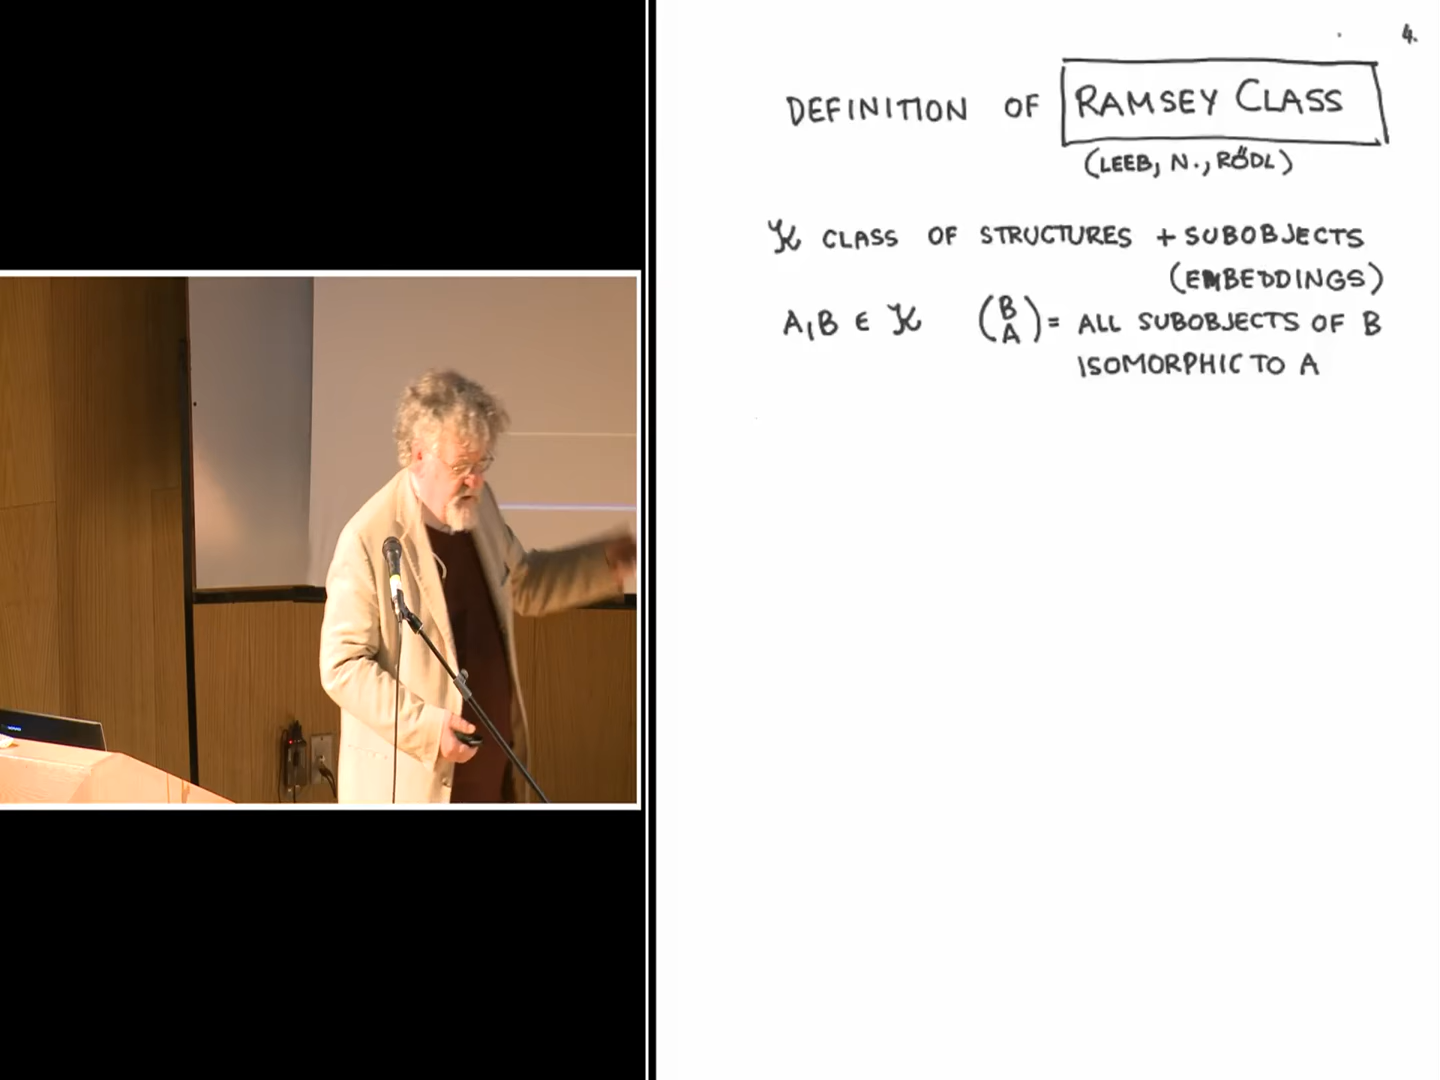 4.
DEFINITION OF RAMSEY CLASS
(LEEB, N., RÖDL)
𝒦 CLASS OF STRUCTURES + SUBOBJECTS
(EMBEDDINGS)
A,B ∈ 𝒦 (B A) = ALL SUBOBJECTS OF B
ISOMORPHIC TO A